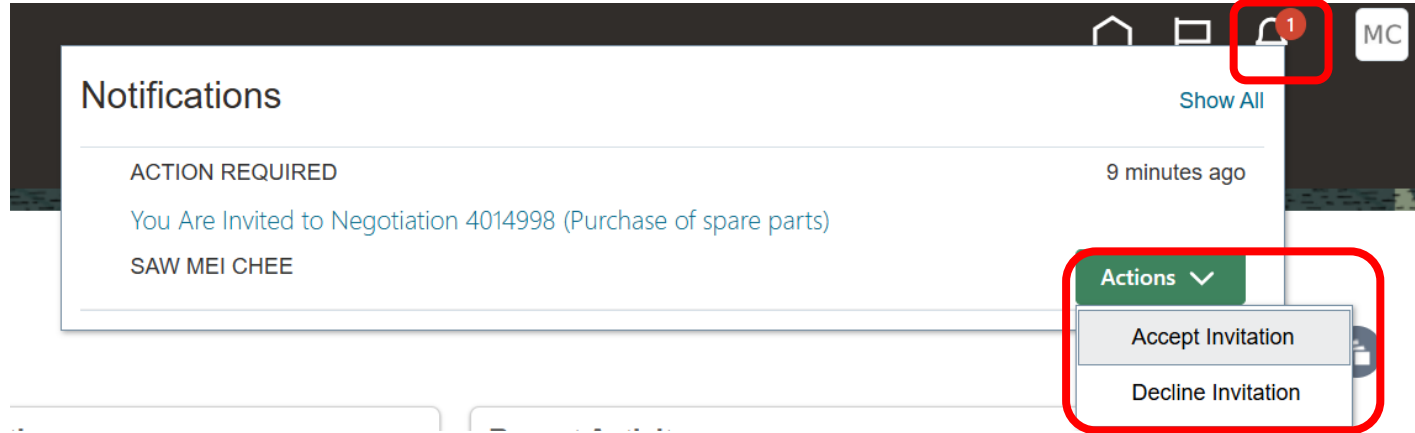 1
MC
Notifications
Show All
ACTION REQUIRED
9 minutes ago
You Are Invited to Negotiation 4014998 (Purchase of spare parts)
SAW MEI CHEE
Actions
Accept Invitation
Decline Invitation